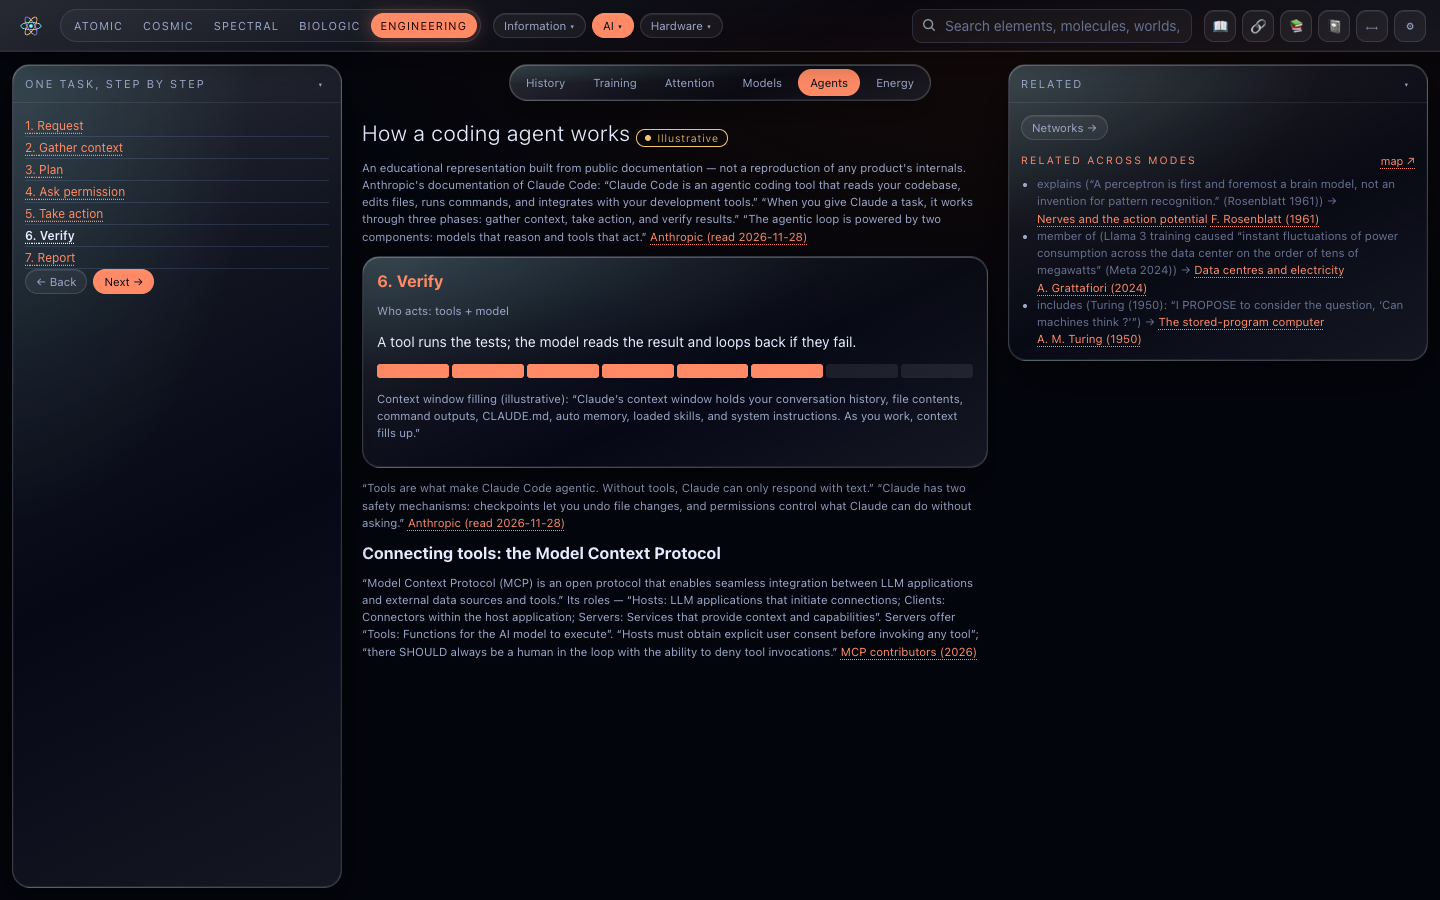 ATOMIC COSMIC SPECTRAL BIOLOGIC ENGINEERING Information AI Hardware Search elements, molecules, worlds,
ONE TASK, STEP BY STEP
1. Request
2. Gather context
3. Plan
4. Ask permission
5. Take action
6. Verify
7. Report
← Back Next →
History Training Attention Models Agents Energy
How a coding agent works Illustrative
An educational representation built from public documentation — not a reproduction of any product's internals.
Anthropic's documentation of Claude Code: “Claude Code is an agentic coding tool that reads your codebase,
edits files, runs commands, and integrates with your development tools.” “When you give Claude a task, it works
through three phases: gather context, take action, and verify results.” “The agentic loop is powered by two
components: models that reason and tools that act.” Anthropic (read 2026-11-28)
6. Verify
Who acts: tools + model
A tool runs the tests; the model reads the result and loops back if they fail.
Context window filling (illustrative): “Claude’s context window holds your conversation history, file contents,
command outputs, CLAUDE.md, auto memory, loaded skills, and system instructions. As you work, context
fills up.”
“Tools are what make Claude Code agentic. Without tools, Claude can only respond with text.” “Claude has two
safety mechanisms: checkpoints let you undo file changes, and permissions control what Claude can do without
asking.” Anthropic (read 2026-11-28)
Connecting tools: the Model Context Protocol
“Model Context Protocol (MCP) is an open protocol that enables seamless integration between LLM applications
and external data sources and tools.” Its roles — “Hosts: LLM applications that initiate connections; Clients:
Connectors within the host application; Servers: Services that provide context and capabilities”. Servers offer
“Tools: Functions for the AI model to execute”. “Hosts must obtain explicit user consent before invoking any tool”;
“there SHOULD always be a human in the loop with the ability to deny tool invocations.” MCP contributors (2026)
RELATED
Networks →
RELATED ACROSS MODES map ↗
explains (“A perceptron is first and foremost a brain model, not an
invention for pattern recognition.” (Rosenblatt 1961)) →
Nerves and the action potential F. Rosenblatt (1961)
member of (Llama 3 training caused “instant fluctuations of power
consumption across the data center on the order of tens of
megawatts” (Meta 2024)) → Data centres and electricity
A. Grattafiori (2024)
includes (Turing (1950): “I PROPOSE to consider the question, ‘Can
machines think ?’”) → The stored-program computer
A. M. Turing (1950)